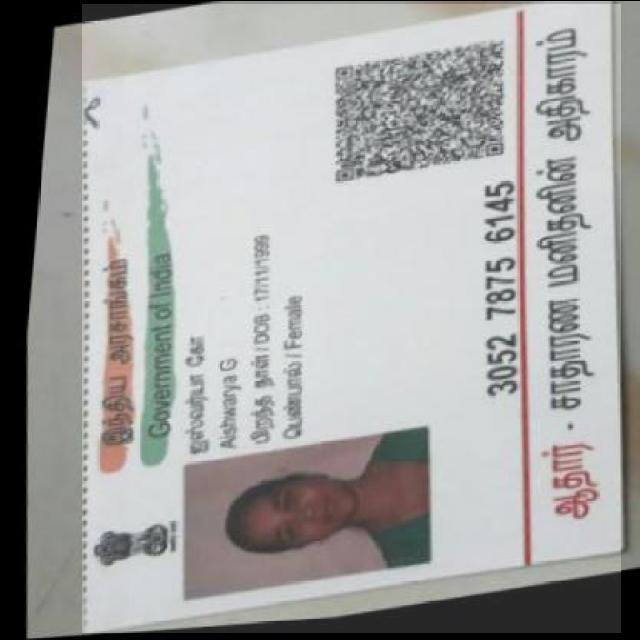 இந்திய அரசாங்கம்
Government of India
ஐஸ்வர்யா கோ
Aishwarya G
பிறந்த நாள் / DOB : 17/11/1999
பெண்பால் / Female
3052 7875 6145
ஆதார் - சாதாரண மனிதனின் அதிகாரம்